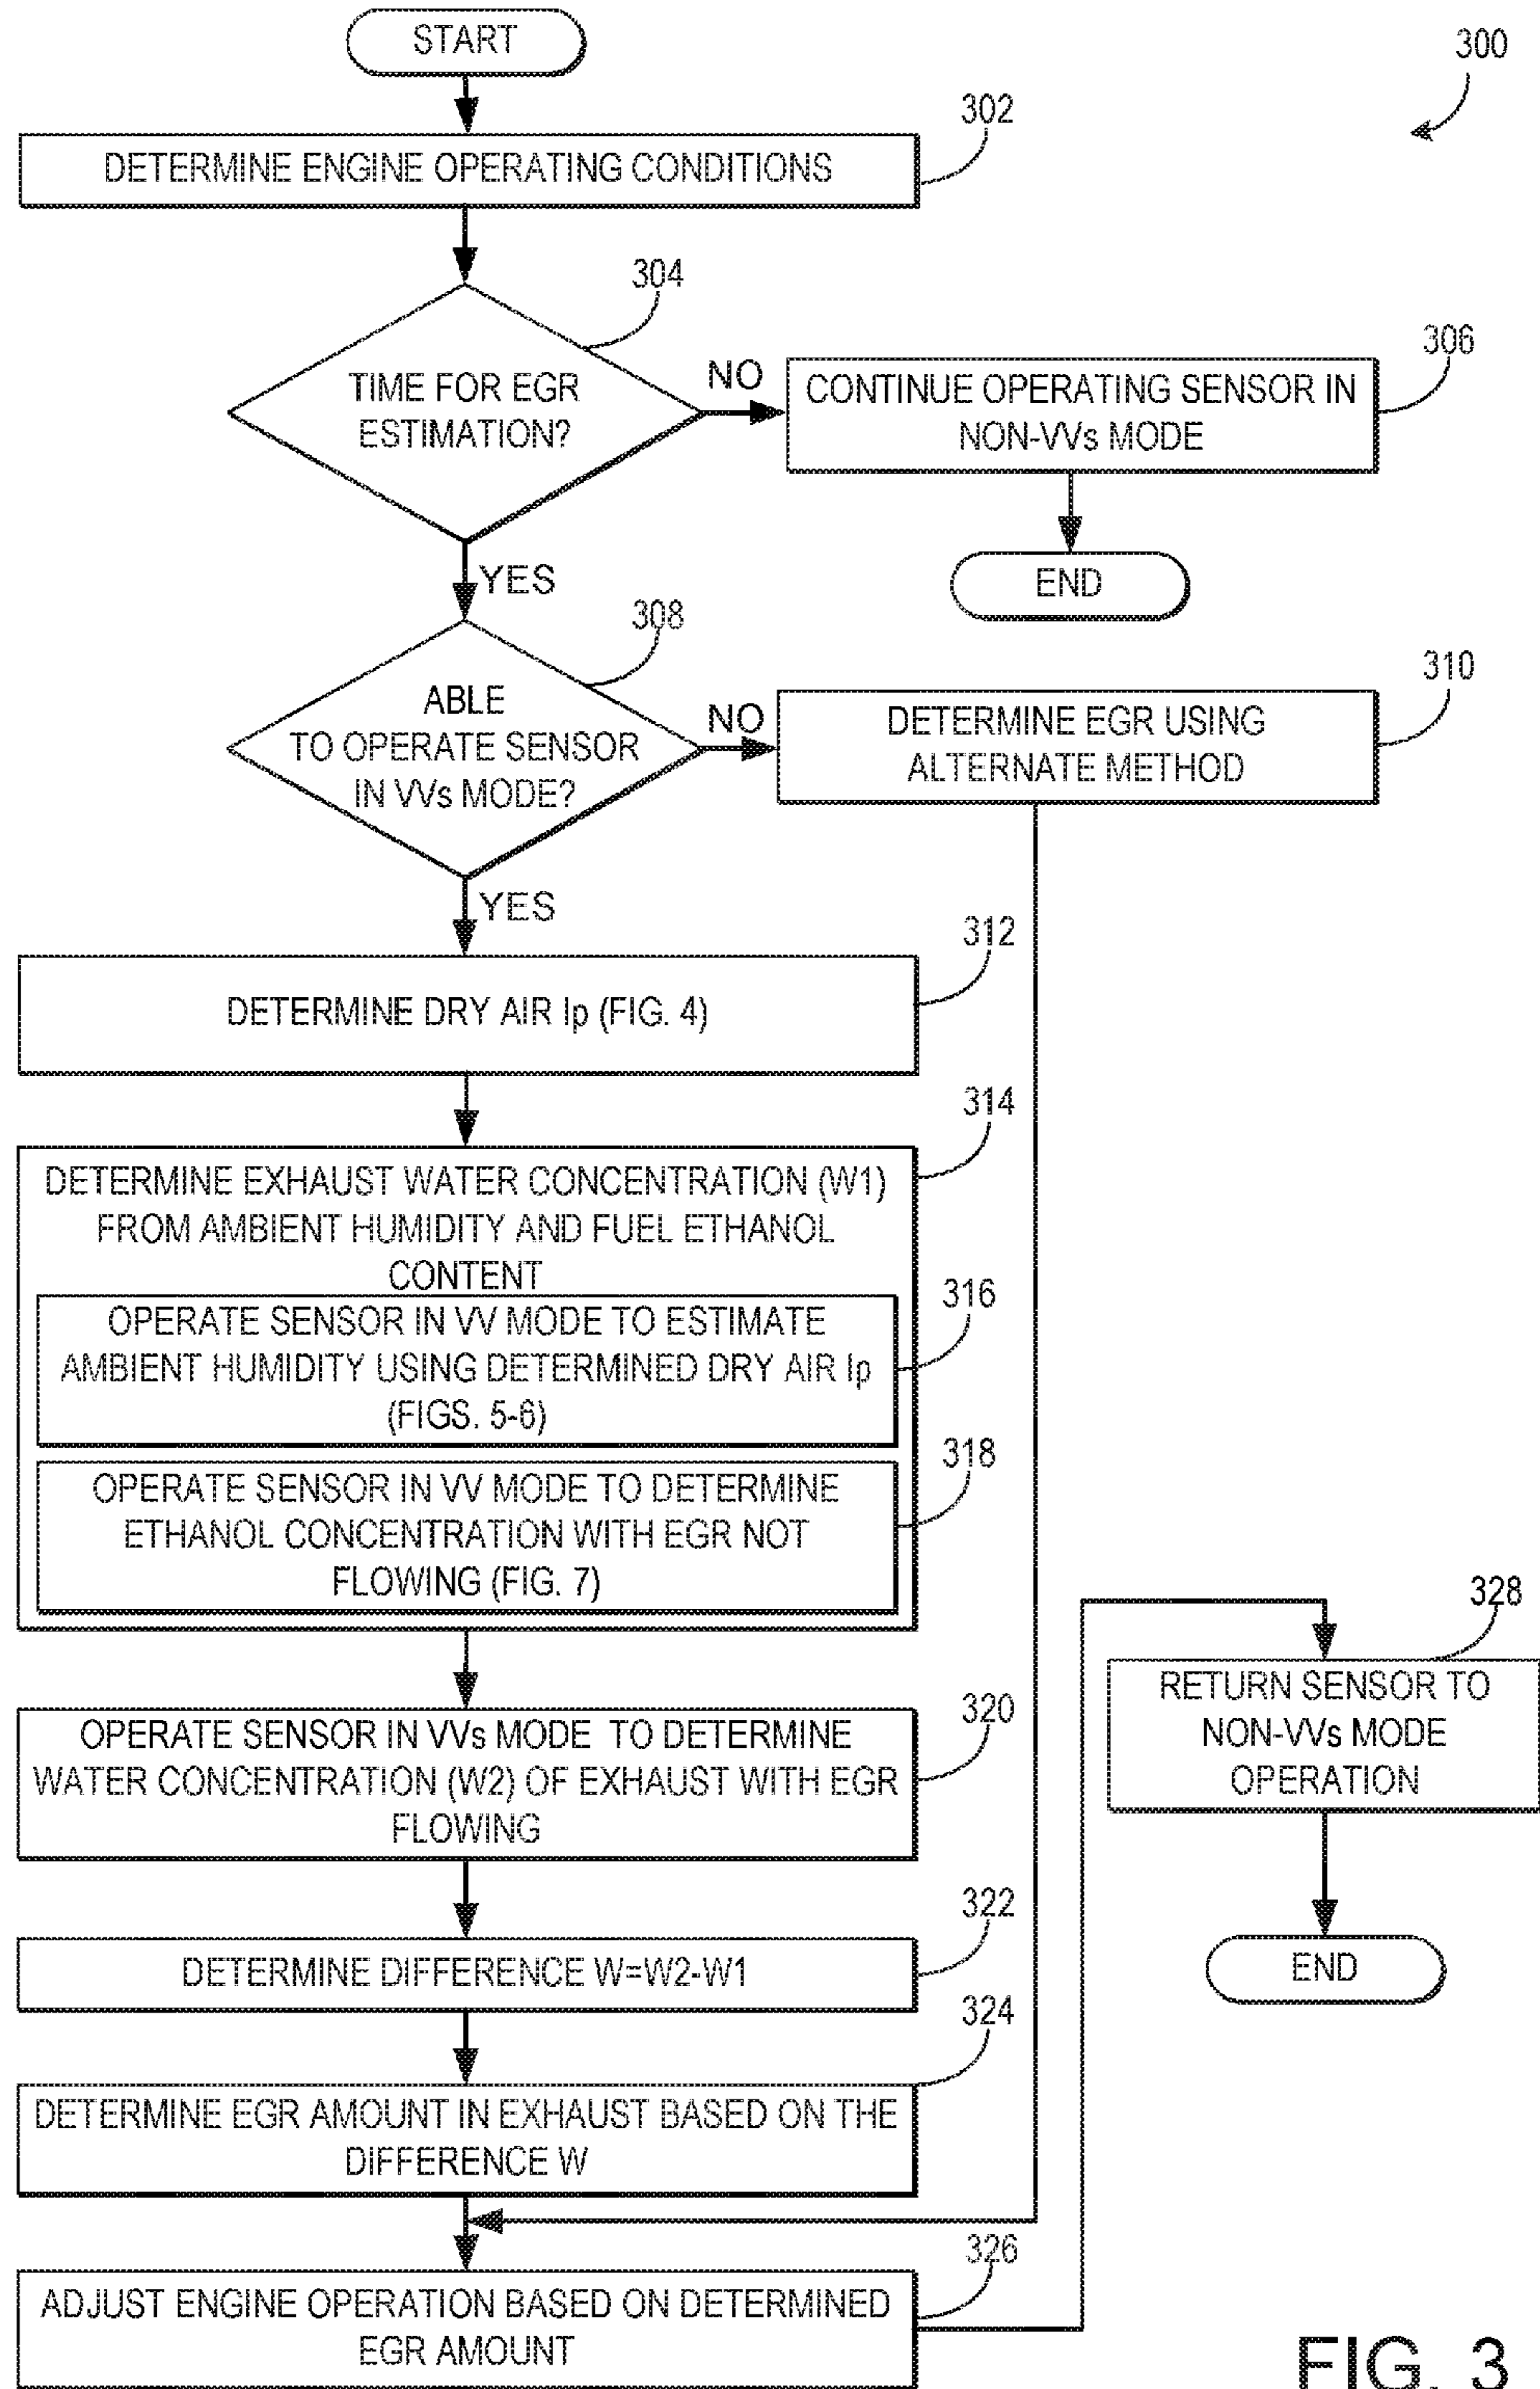 START
300
302
DETERMINE ENGINE OPERATING CONDITIONS
304
TIME FOR EGR
ESTIMATION?
NO
306
CONTINUE OPERATING SENSOR IN
NON-VVs MODE
END
YES
308
ABLE
TO OPERATE SENSOR
IN VVs MODE?
NO
310
DETERMINE EGR USING
ALTERNATE METHOD
YES
312
DETERMINE DRY AIR Ip (FIG. 4)
314
DETERMINE EXHAUST WATER CONCENTRATION (W1)
FROM AMBIENT HUMIDITY AND FUEL ETHANOL
CONTENT
316
OPERATE SENSOR IN VV MODE TO ESTIMATE
AMBIENT HUMIDITY USING DETERMINED DRY AIR Ip
(FIGS. 5-6)
318
OPERATE SENSOR IN VV MODE TO DETERMINE
ETHANOL CONCENTRATION WITH EGR NOT
FLOWING (FIG. 7)
320
OPERATE SENSOR IN VVs MODE TO DETERMINE
WATER CONCENTRATION (W2) OF EXHAUST WITH EGR
FLOWING
322
DETERMINE DIFFERENCE W=W2-W1
324
DETERMINE EGR AMOUNT IN EXHAUST BASED ON THE
DIFFERENCE W
326
ADJUST ENGINE OPERATION BASED ON DETERMINED
EGR AMOUNT
328
RETURN SENSOR TO
NON-VVs MODE
OPERATION
END
FIG. 3